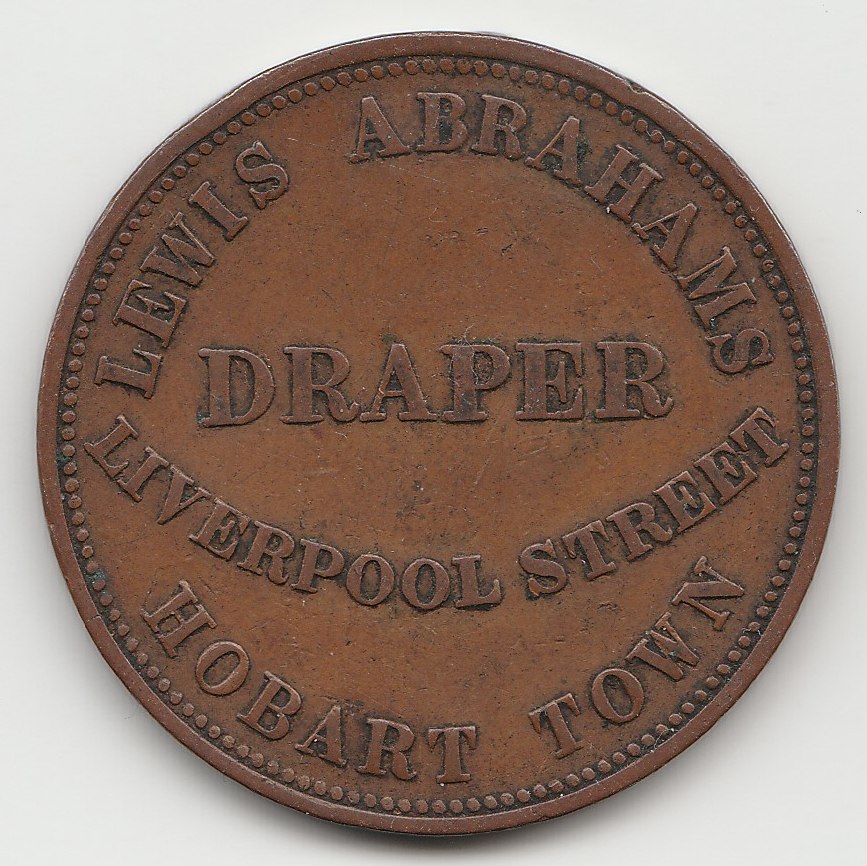 LEWIS ABRAHAMS
DRAPER
LIVERPOOL STREET
HOBART TOWN